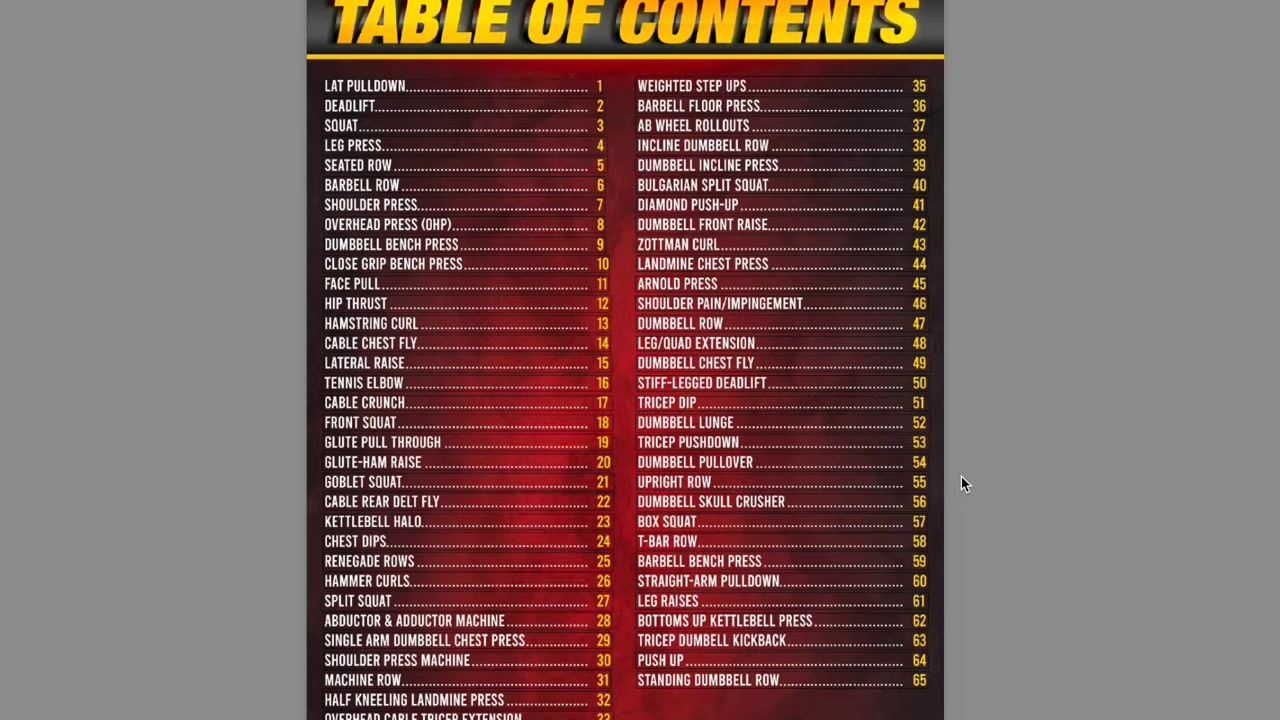 TABLE OF CONTENTS
LAT PULLDOWN 1
DEADLIFT 2
SQUAT 3
LEG PRESS 4
SEATED ROW 5
BARBELL ROW 6
SHOULDER PRESS 7
OVERHEAD PRESS (OHP) 8
DUMBBELL BENCH PRESS 9
CLOSE GRIP BENCH PRESS 10
FACE PULL 11
HIP THRUST 12
HAMSTRING CURL 13
CABLE CHEST FLY 14
LATERAL RAISE 15
TENNIS ELBOW 16
CABLE CRUNCH 17
FRONT SQUAT 18
GLUTE PULL THROUGH 19
GLUTE-HAM RAISE 20
GOBLET SQUAT 21
CABLE REAR DELT FLY 22
KETTLEBELL HALO 23
CHEST DIPS 24
RENEGADE ROWS 25
HAMMER CURLS 26
SPLIT SQUAT 27
ABDUCTOR & ADDUCTOR MACHINE 28
SINGLE ARM DUMBBELL CHEST PRESS 29
SHOULDER PRESS MACHINE 30
MACHINE ROW 31
HALF KNEELING LANDMINE PRESS 32
OVERHEAD CABLE TRICEP EXTENSION 33
WEIGHTED STEP UPS 35
BARBELL FLOOR PRESS 36
AB WHEEL ROLLOUTS 37
INCLINE DUMBBELL ROW 38
DUMBBELL INCLINE PRESS 39
BULGARIAN SPLIT SQUAT 40
DIAMOND PUSH-UP 41
DUMBBELL FRONT RAISE 42
ZOTTMAN CURL 43
LANDMINE CHEST PRESS 44
ARNOLD PRESS 45
SHOULDER PAIN/IMPINGEMENT 46
DUMBBELL ROW 47
LEG/QUAD EXTENSION 48
DUMBBELL CHEST FLY 49
STIFF-LEGGED DEADLIFT 50
TRICEP DIP 51
DUMBBELL LUNGE 52
TRICEP PUSHDOWN 53
DUMBBELL PULLOVER 54
UPRIGHT ROW 55
DUMBBELL SKULL CRUSHER 56
BOX SQUAT 57
T-BAR ROW 58
BARBELL BENCH PRESS 59
STRAIGHT-ARM PULLDOWN 60
LEG RAISES 61
BOTTOMS UP KETTLEBELL PRESS 62
TRICEP DUMBELL KICKBACK 63
PUSH UP 64
STANDING DUMBBELL ROW 65